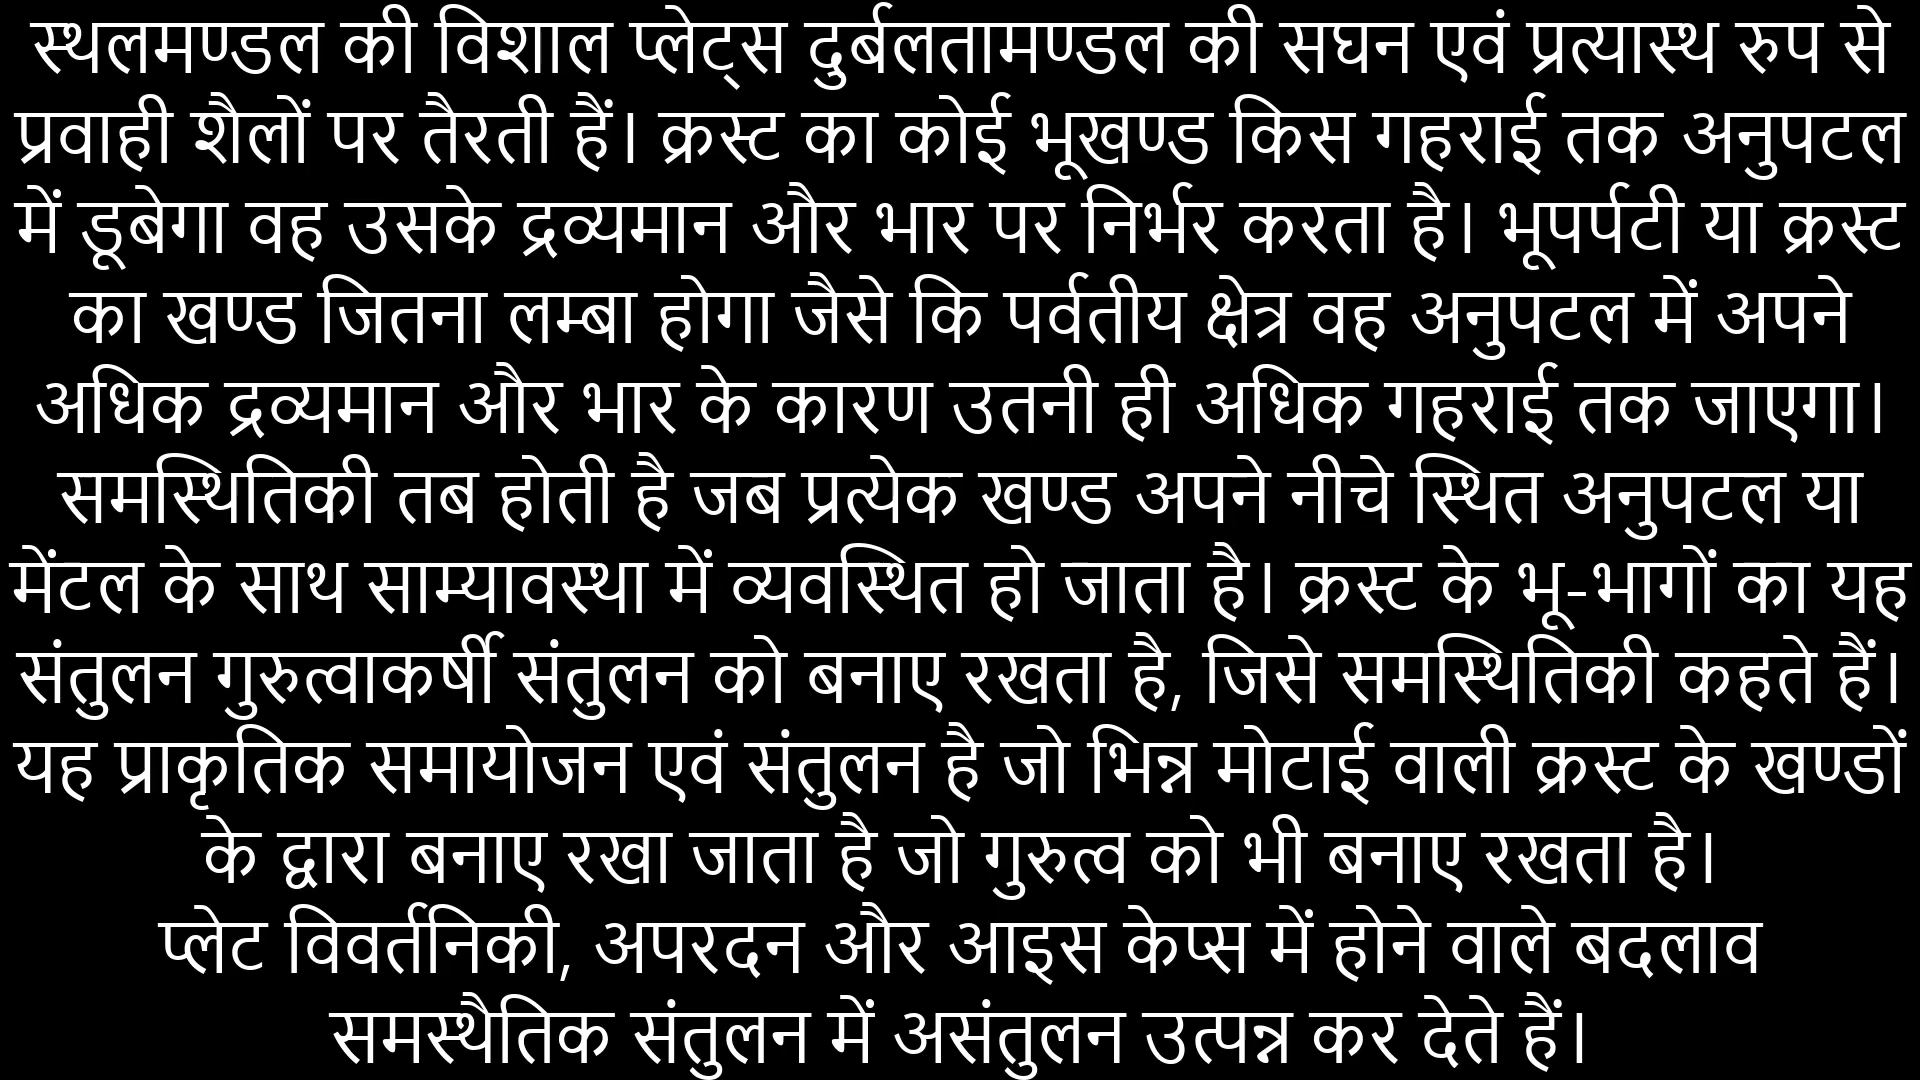 स्थलमण्डल की विशाल प्लेट्स दुर्बलतामण्डल की सघन एवं प्रत्यास्थ रुप से
प्रवाही शैलों पर तैरती हैं। क्रस्ट का कोई भूखण्ड किस गहराई तक अनुपटल
में डूबेगा वह उसके द्रव्यमान और भार पर निर्भर करता है। भूपर्पटी या क्रस्ट
का खण्ड जितना लम्बा होगा जैसे कि पर्वतीय क्षेत्र वह अनुपटल में अपने
अधिक द्रव्यमान और भार के कारण उतनी ही अधिक गहराई तक जाएगा।
समस्थितिकी तब होती है जब प्रत्येक खण्ड अपने नीचे स्थित अनुपटल या
मेंटल के साथ साम्यावस्था में व्यवस्थित हो जाता है। क्रस्ट के भू-भागों का यह
संतुलन गुरुत्वाकर्षी संतुलन को बनाए रखता है, जिसे समस्थितिकी कहते हैं।
यह प्राकृतिक समायोजन एवं संतुलन है जो भिन्न मोटाई वाली क्रस्ट के खण्डों
के द्वारा बनाए रखा जाता है जो गुरुत्व को भी बनाए रखता है।
प्लेट विवर्तनिकी, अपरदन और आइस केप्स में होने वाले बदलाव
समस्थैतिक संतुलन में असंतुलन उत्पन्न कर देते हैं।